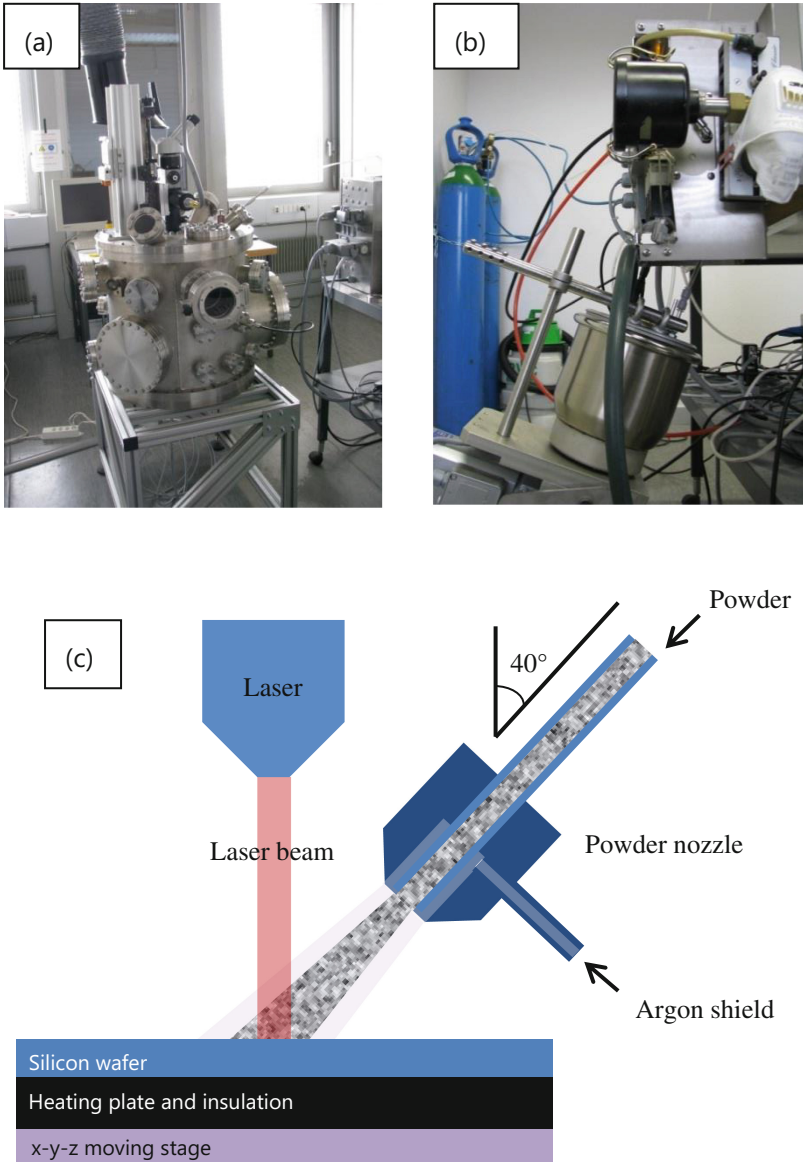 (a)
(b)
(c)
Powder
40°
Laser
Laser beam
Powder nozzle
Argon shield
Silicon wafer
Heating plate and insulation
x-y-z moving stage